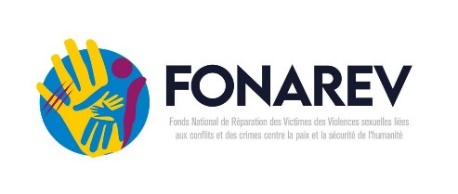 FONAREV
Fonds National de Réparation des Victimes des Violences sexuelles liées
aux conflits et des crimes contre la paix et la sécurité de l'humanité